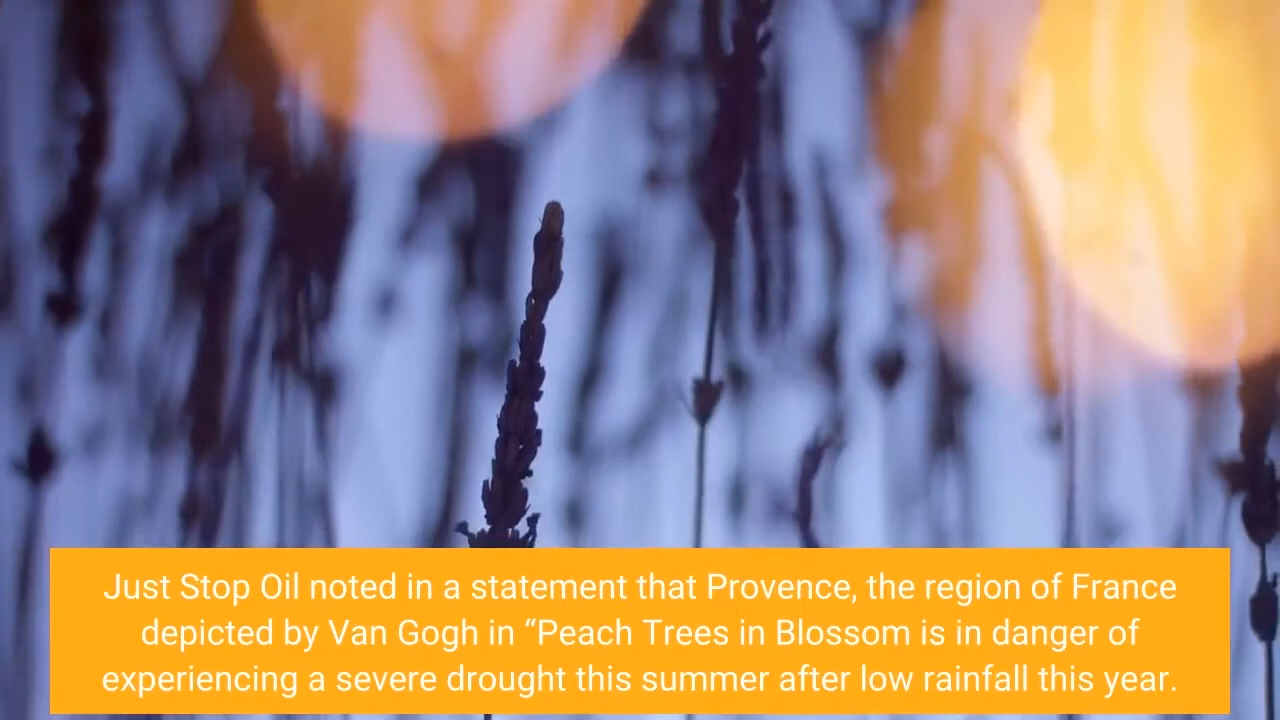 Just Stop Oil noted in a statement that Provence, the region of France
depicted by Van Gogh in “Peach Trees in Blossom is in danger of
experiencing a severe drought this summer after low rainfall this year.